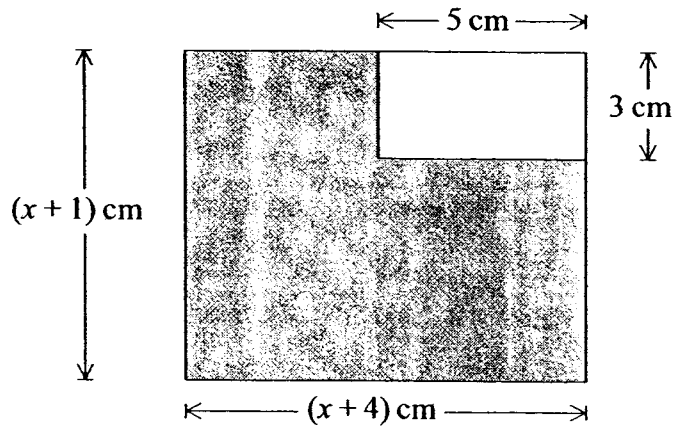 5 cm
3 cm
(x + 1) cm
(x + 4) cm